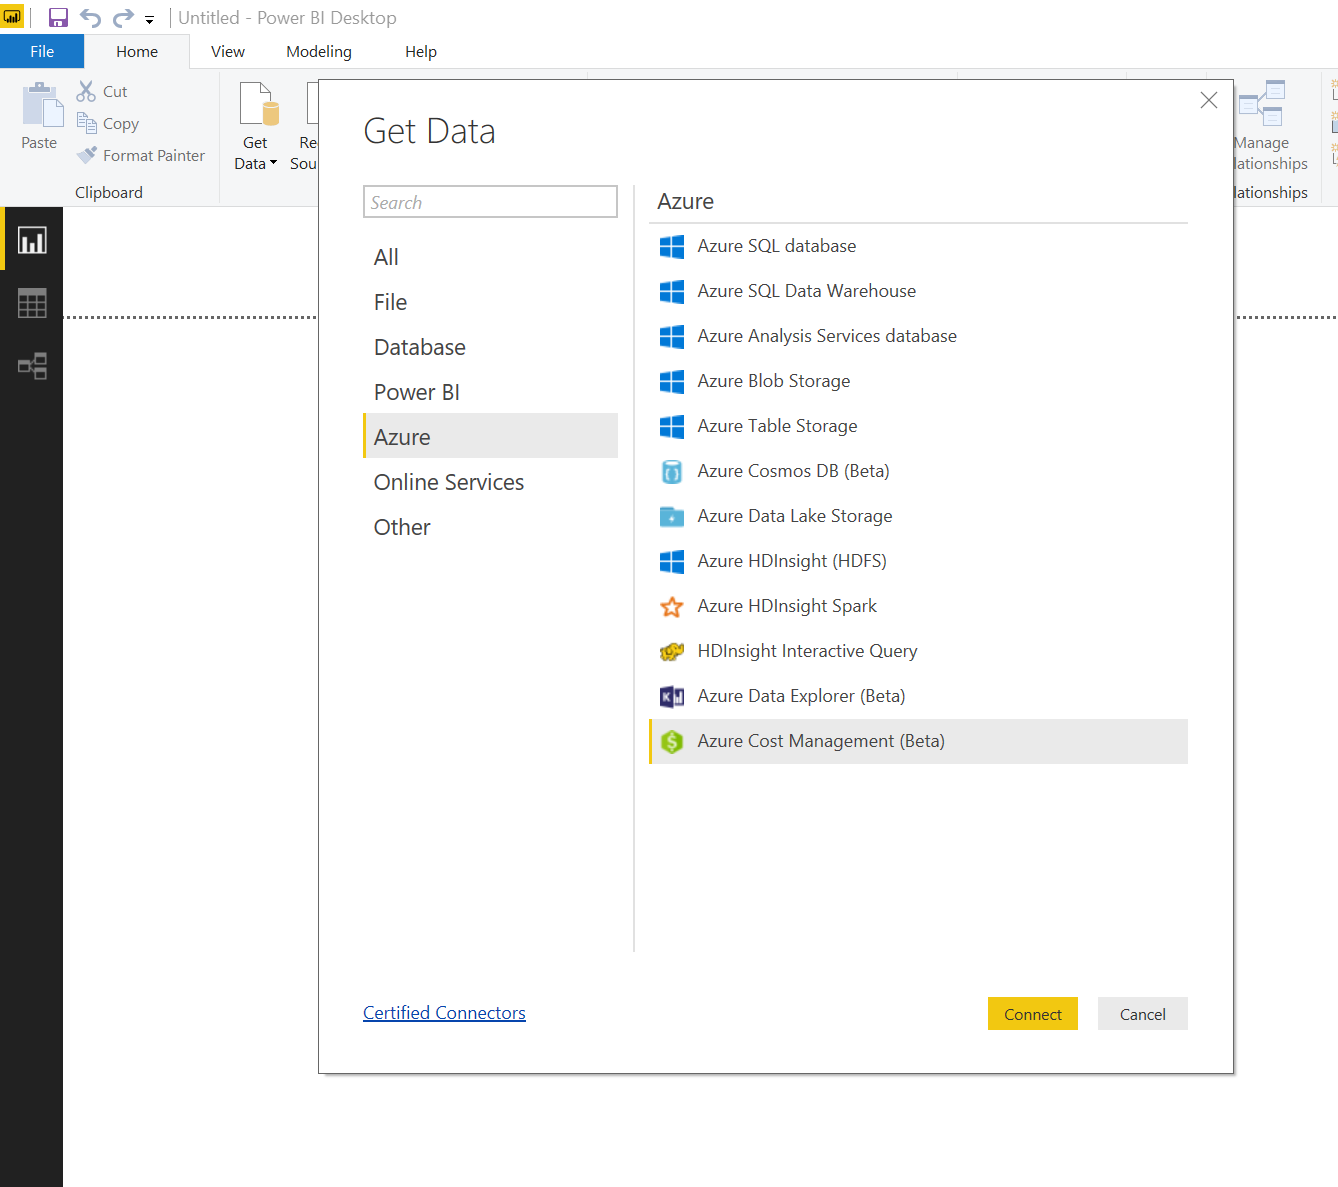 Untitled - Power BI Desktop
File Home View Modeling Help
Paste
Cut
Copy
Format Painter
Clipboard
Get
Data
Get Data
Search
All
File
Database
Power BI
Azure
Online Services
Other
Azure
Azure SQL database
Azure SQL Data Warehouse
Azure Analysis Services database
Azure Blob Storage
Azure Table Storage
Azure Cosmos DB (Beta)
Azure Data Lake Storage
Azure HDInsight (HDFS)
Azure HDInsight Spark
HDInsight Interactive Query
Azure Data Explorer (Beta)
Azure Cost Management (Beta)
Certified Connectors
Connect
Cancel
Manage
lationships
lationships